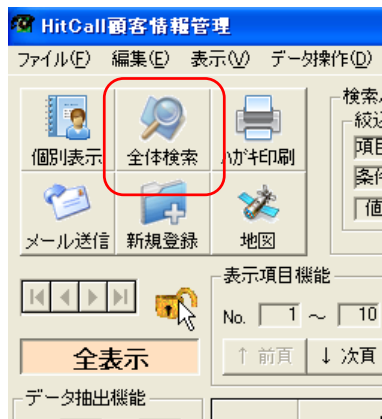 HitCall顧客情報管理
ファイル(F) 編集(E) 表示(V) データ操作(D)
検索
絞込
項目
条件
値
個別表示 全体検索 ハガキ印刷
メール送信 新規登録 地図
表示項目機能
No. 1 ～ 10
↑ 前頁 ↓ 次頁
全表示
データ抽出機能